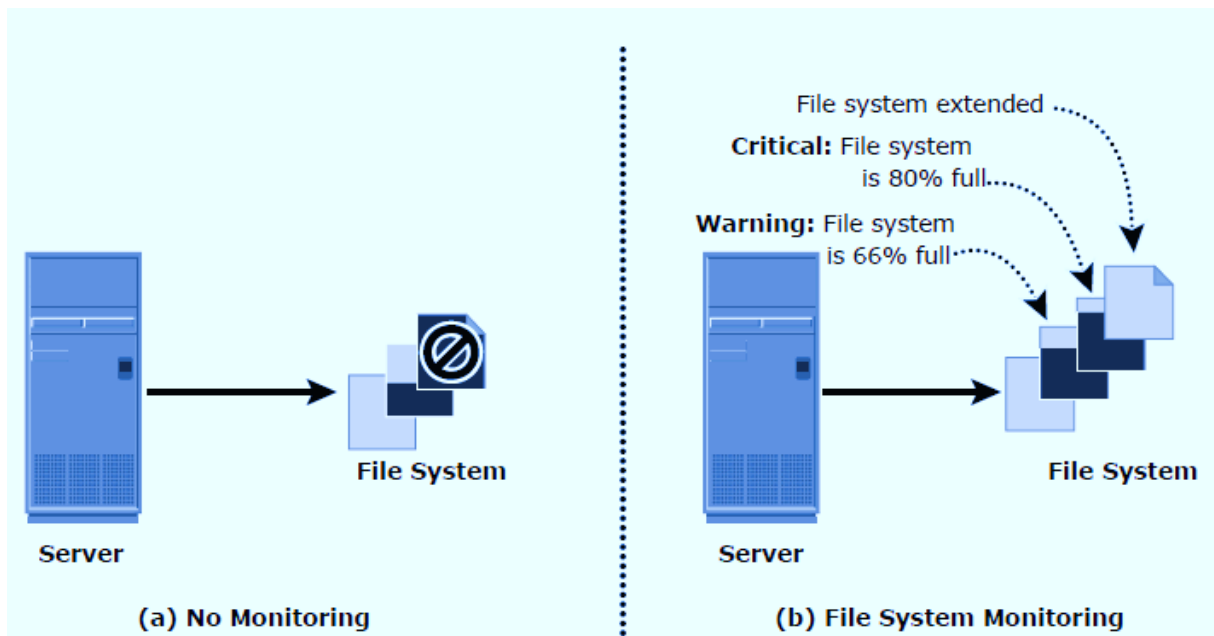 File System
Server
(a) No Monitoring
File system extended
Critical: File system
is 80% full
Warning: File system
is 66% full
File System
Server
(b) File System Monitoring